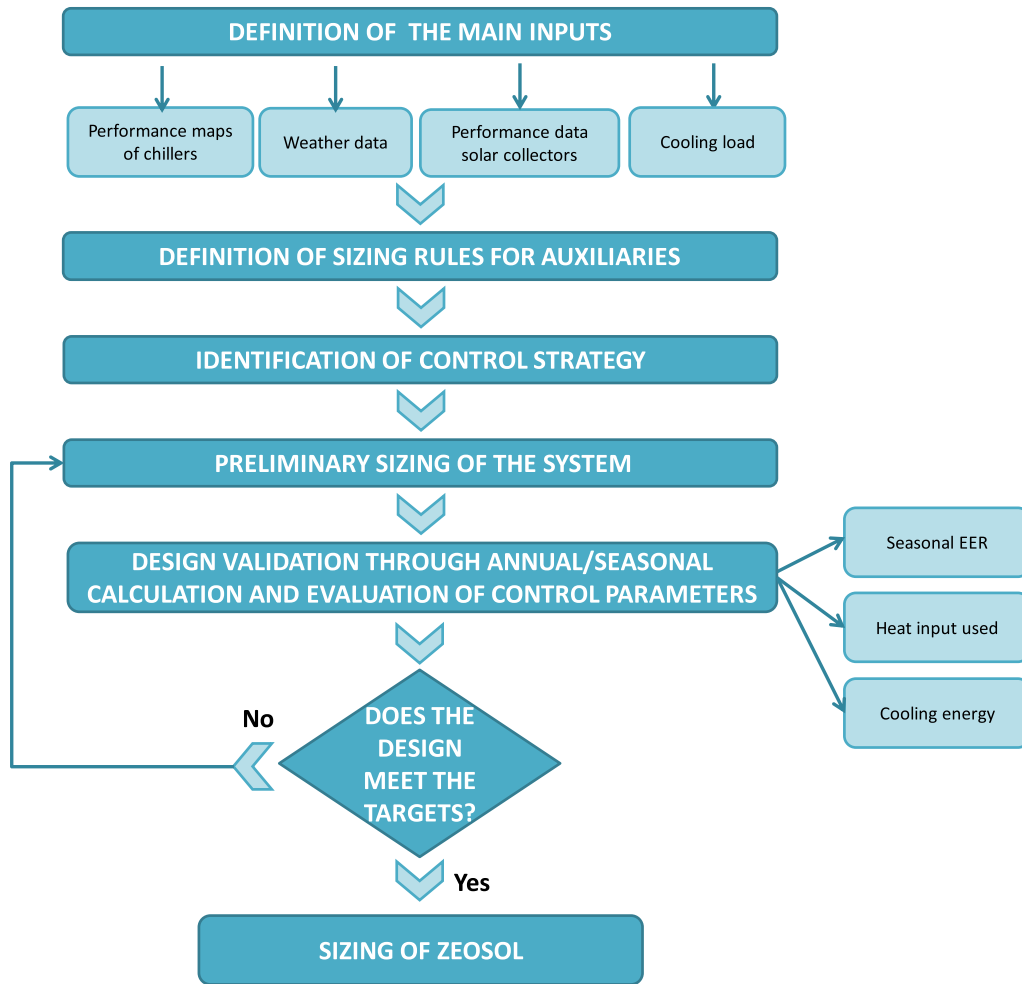 DEFINITION OF THE MAIN INPUTS
Performance maps
of chillers
Weather data
Performance data
solar collectors
Cooling load
DEFINITION OF SIZING RULES FOR AUXILIARIES
IDENTIFICATION OF CONTROL STRATEGY
PRELIMINARY SIZING OF THE SYSTEM
DESIGN VALIDATION THROUGH ANNUAL/SEASONAL
CALCULATION AND EVALUATION OF CONTROL PARAMETERS
Seasonal EER
Heat input used
Cooling energy
No
DOES THE
DESIGN
MEET THE
TARGETS?
Yes
SIZING OF ZEOSOL